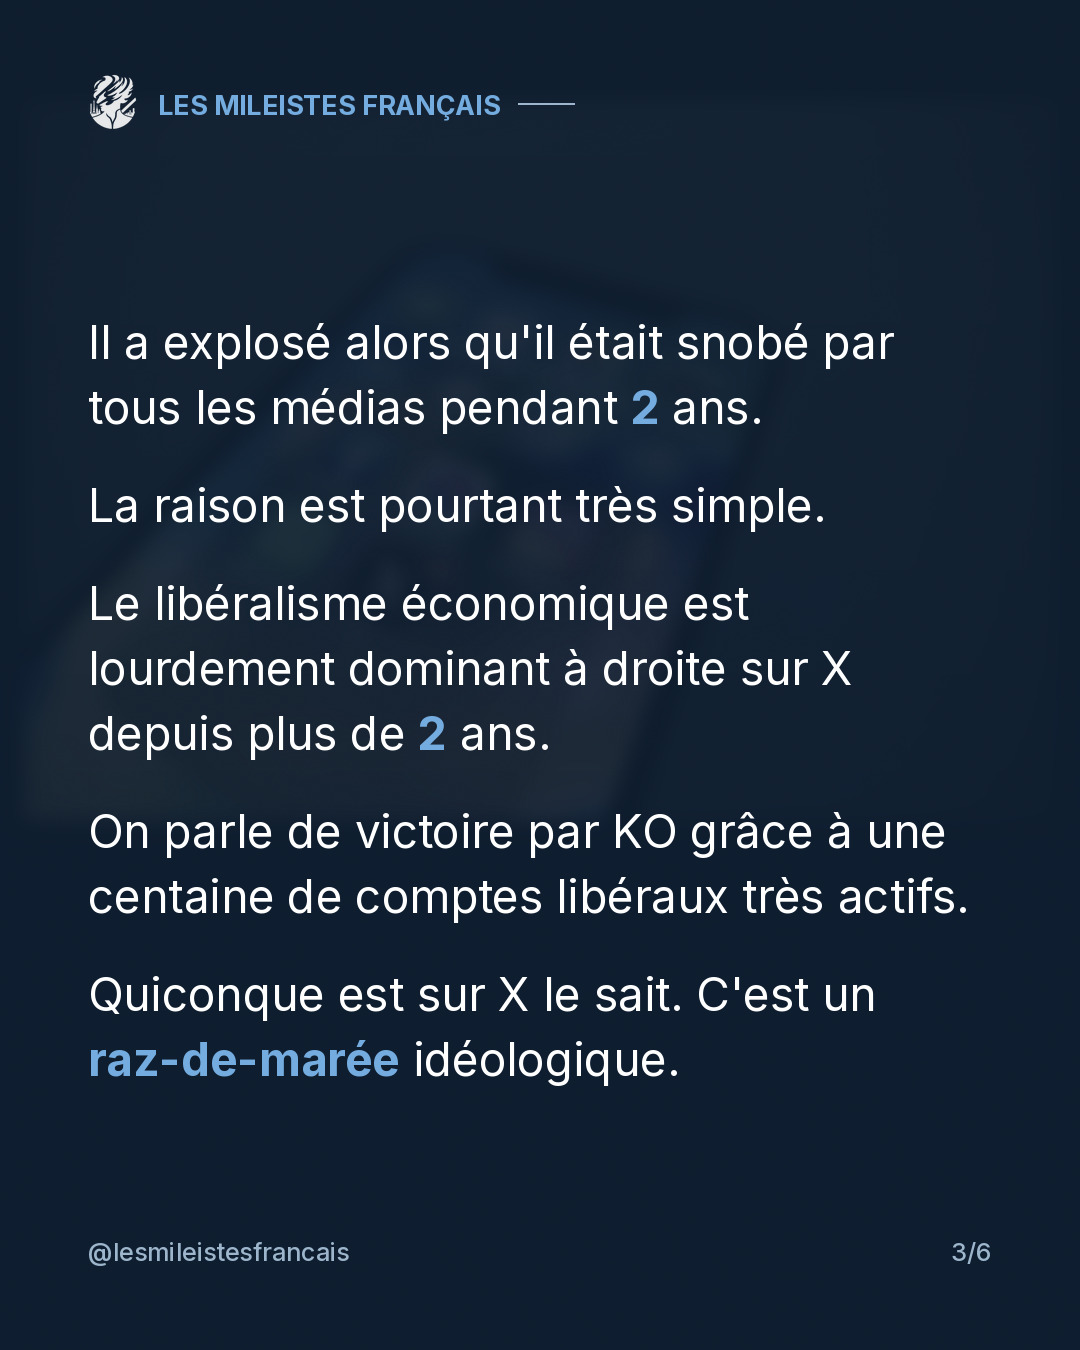 LES MILEISTES FRANÇAIS
Il a explosé alors qu'il était snobé par
tous les médias pendant 2 ans.
La raison est pourtant très simple.
Le libéralisme économique est
lourdement dominant à droite sur X
depuis plus de 2 ans.
On parle de victoire par KO grâce à une
centaine de comptes libéraux très actifs.
Quiconque est sur X le sait. C'est un
raz-de-marée idéologique.
@lesmileistesfrancais
3/6